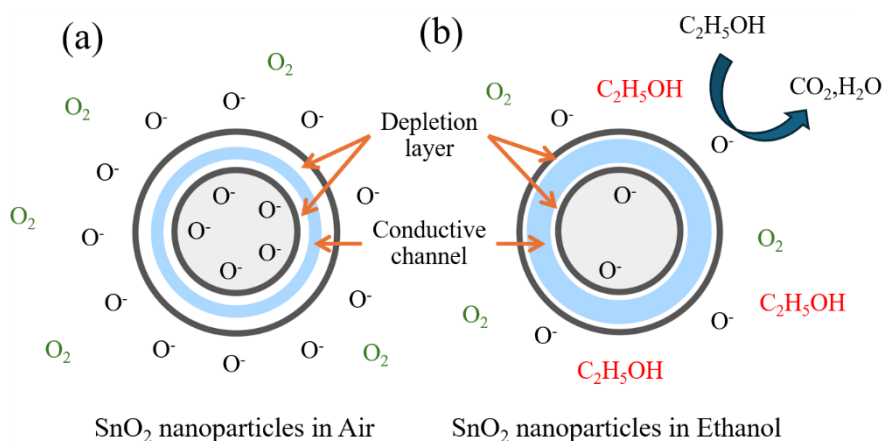 (a)
(b)
C₂H₅OH
O₂
O₂
O₂
C₂H₅OH
CO₂,H₂O
O⁻
O⁻
O⁻
O⁻
O⁻
O⁻
O⁻
Depletion
layer
O⁻
O⁻
O⁻
O⁻
O⁻
O⁻
O₂
O⁻
O⁻
O⁻
Conductive
channel
O⁻
O₂
O⁻
O⁻
O⁻
O₂
O⁻
O⁻
C₂H₅OH
O₂
O⁻
O⁻
O⁻
O₂
O⁻
C₂H₅OH
SnO₂ nanoparticles in Air
SnO₂ nanoparticles in Ethanol